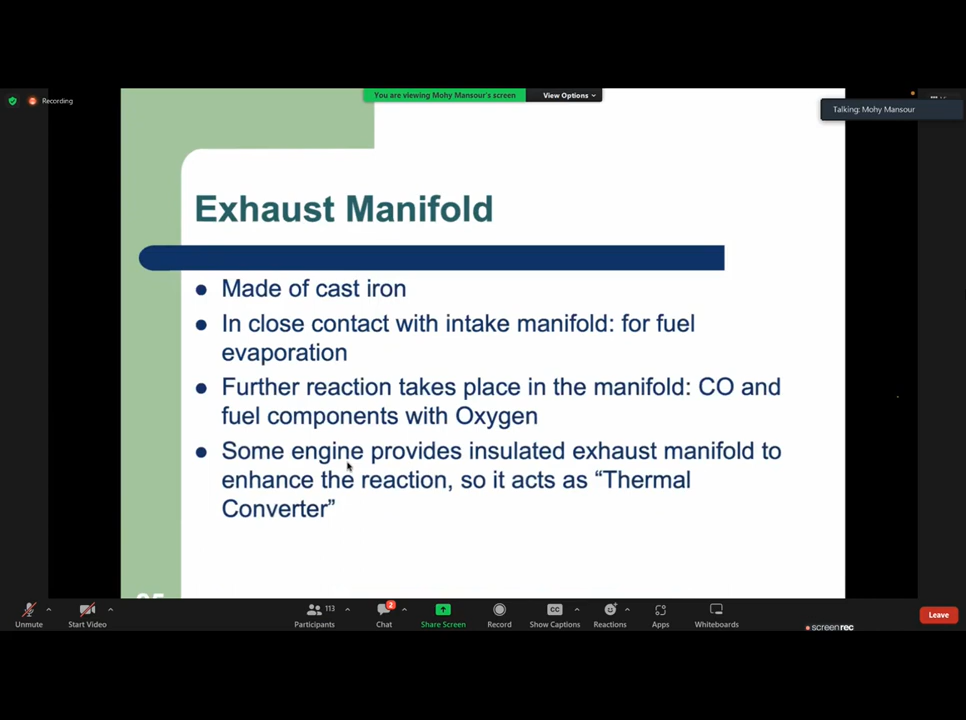 Recording
You are viewing Mohy Mansour's screen
View Options
Talking: Mohy Mansour
Exhaust Manifold
Made of cast iron
In close contact with intake manifold: for fuel
evaporation
Further reaction takes place in the manifold: CO and
fuel components with Oxygen
Some engine provides insulated exhaust manifold to
enhance the reaction, so it acts as “Thermal
Converter”
Unmute
Start Video
Participants 113
Chat 2
Share Screen
Record
CC
Show Captions
Reactions
Apps
Whiteboards
Leave
screenrec